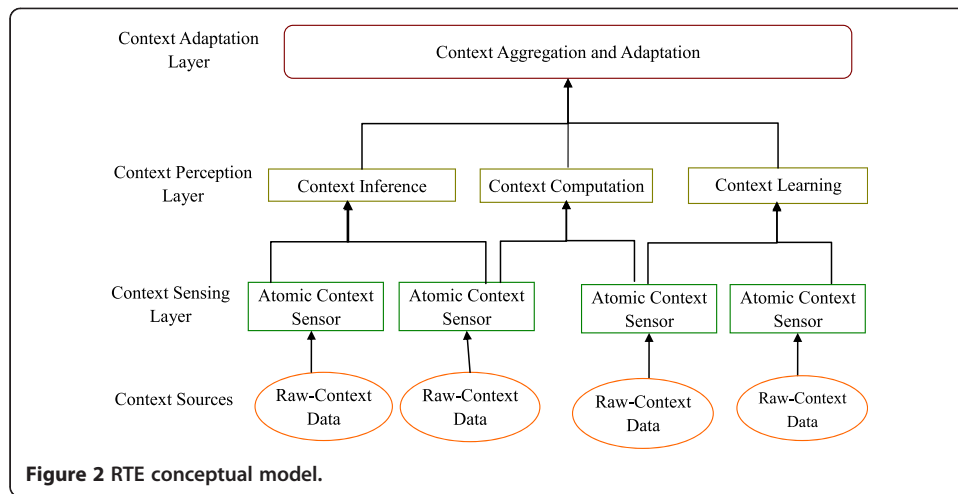 Context Adaptation
Layer
Context Aggregation and Adaptation
Context Perception
Layer
Context Inference
Context Computation
Context Learning
Context Sensing
Layer
Atomic Context
Sensor
Atomic Context
Sensor
Atomic Context
Sensor
Atomic Context
Sensor
Context Sources
Raw-Context
Data
Raw-Context
Data
Raw-Context
Data
Raw-Context
Data
Figure 2 RTE conceptual model.